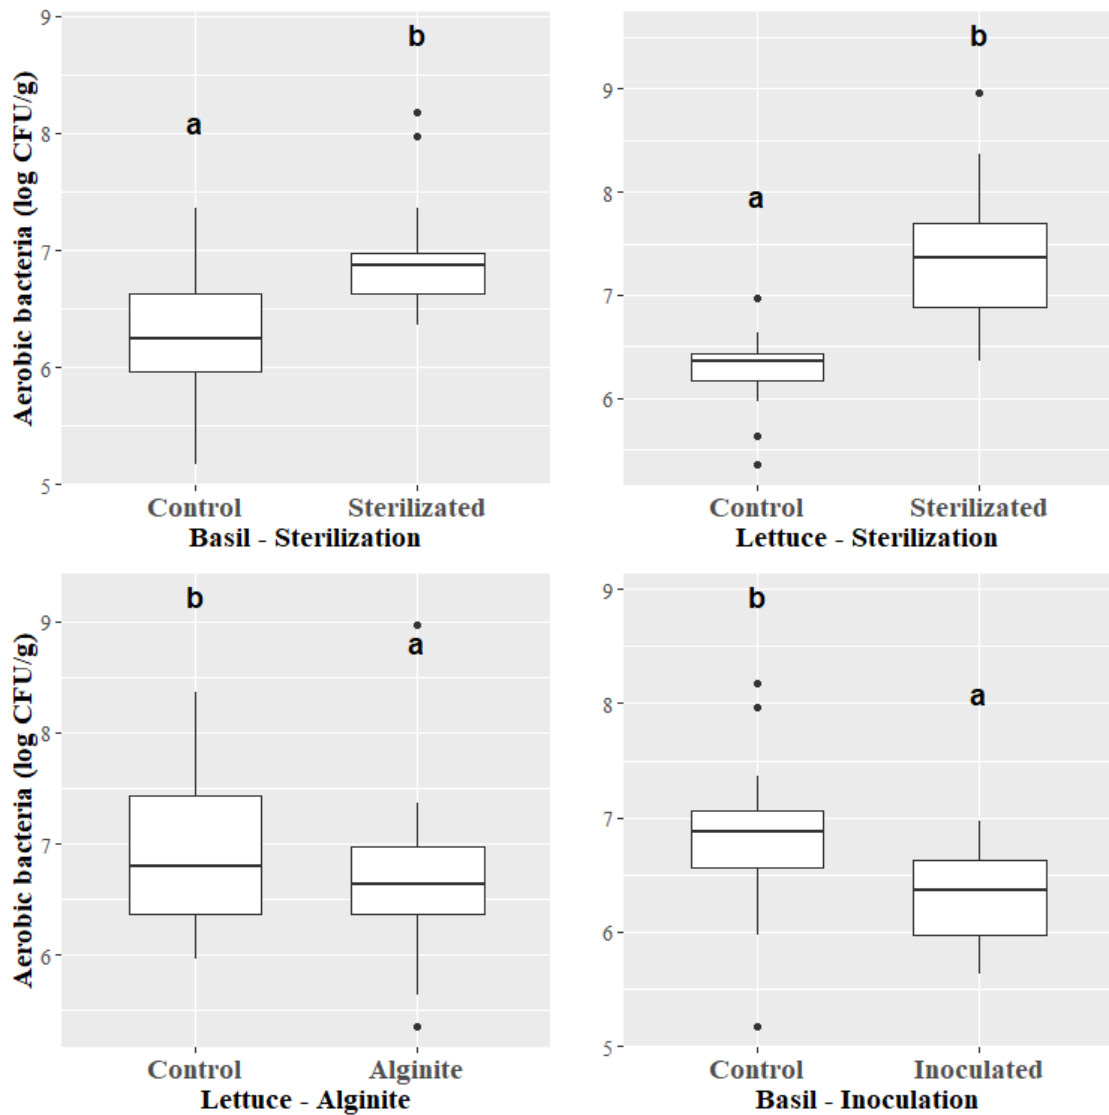 Aerobic bacteria (log CFU/g)
9
8
7
6
5
a
b
Control
Sterilizated
Basil - Sterilization
9
8
7
6
a
b
Control
Sterilizated
Lettuce - Sterilization
Aerobic bacteria (log CFU/g)
9
8
7
6
b
a
Control
Alginite
Lettuce - Alginite
9
8
7
6
5
b
a
Control
Inoculated
Basil - Inoculation